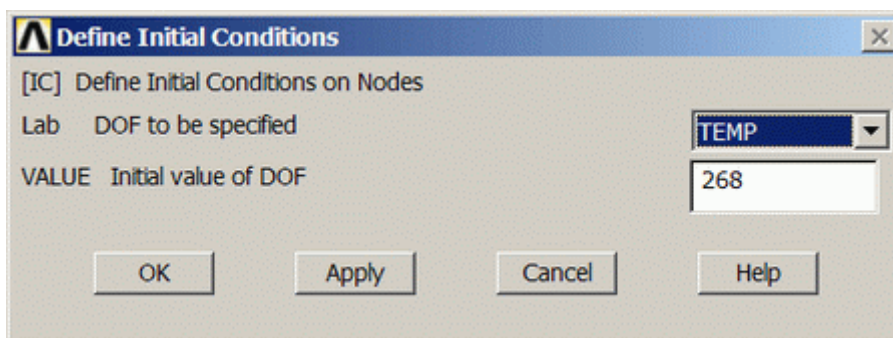 Define Initial Conditions
[IC] Define Initial Conditions on Nodes
Lab DOF to be specified TEMP
VALUE Initial value of DOF 268
OK Apply Cancel Help